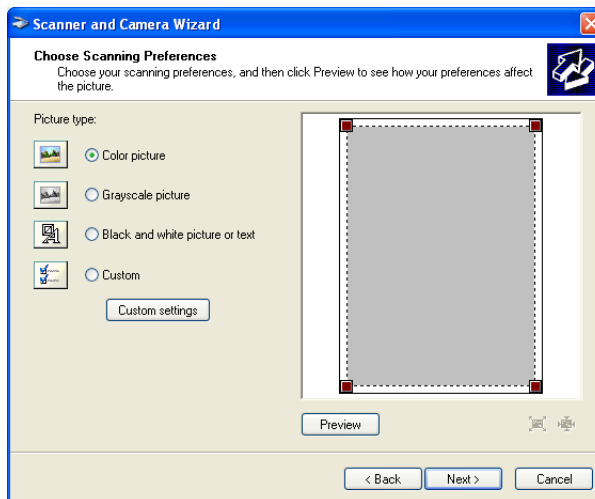 Scanner and Camera Wizard
Choose Scanning Preferences
Choose your scanning preferences, and then click Preview to see how your preferences affect
the picture.
Picture type:
Color picture
Grayscale picture
Black and white picture or text
Custom
Custom settings
Preview
< Back
Next >
Cancel